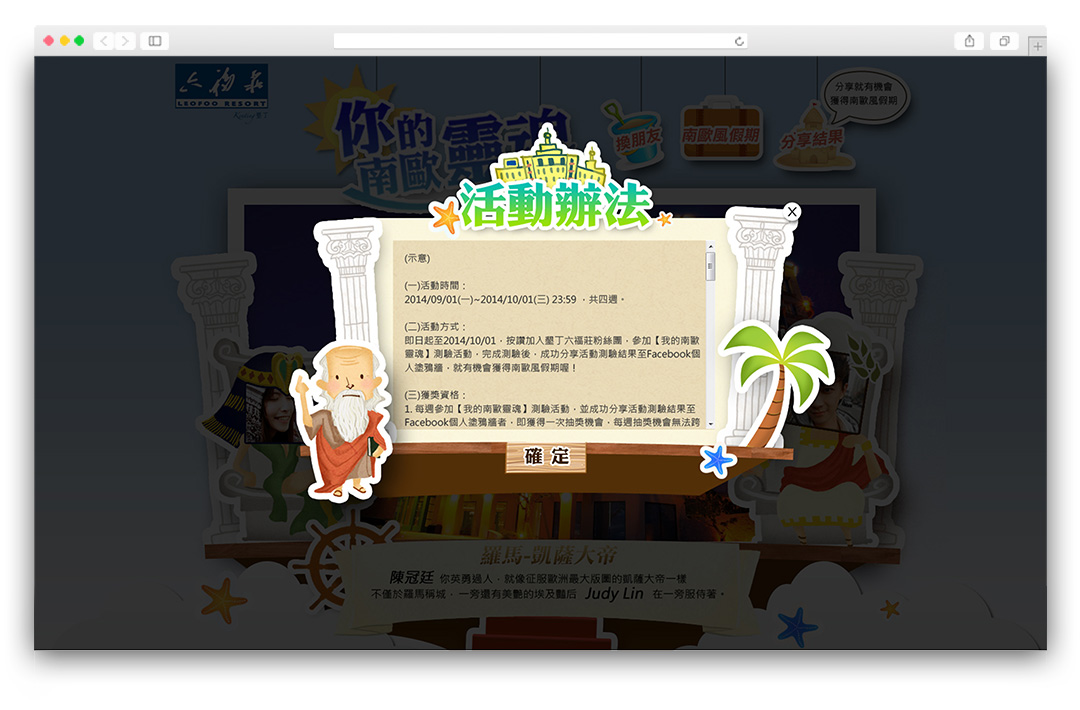 六福莊
LEOFOO RESORT
Kenting 墾丁
分享就有機會
獲得南歐風假期
你的
南歐靈魂
換朋友
南歐風假期
分享結果
活動辦法
X
(示意)
(一)活動時間：
2014/09/01(一)~2014/10/01(三) 23:59 ，共四週。
(二)活動方式：
即日起至2014/10/01，按讚加入墾丁六福莊粉絲團，參加【我的南歐
靈魂】測驗活動，完成測驗後，成功分享活動測驗結果至Facebook個
人塗鴉牆，就有機會獲得南歐風假期喔！
(三)獲獎資格：
1. 每週參加【我的南歐靈魂】測驗活動，並成功分享活動測驗結果至
Facebook個人塗鴉牆者，即獲得一次抽獎機會，每週抽獎機會無法跨
確 定
羅馬-凱薩大帝
陳冠廷 你英勇過人，就像征服歐洲最大版圖的凱薩大帝一樣
不僅於羅馬稱城，一旁還有美艷的埃及豔后 Judy Lin 在一旁服侍著。